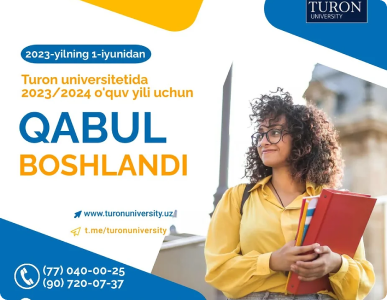 TURON
UNIVERSITY
2023-yilning 1-iyunidan
Turon universitetida
2023/2024 o'quv yili uchun
QABUL
BOSHLANDI
www.turonuniversity.uz
t.me/turonuniversity
(77) 040-00-25
(90) 720-07-37